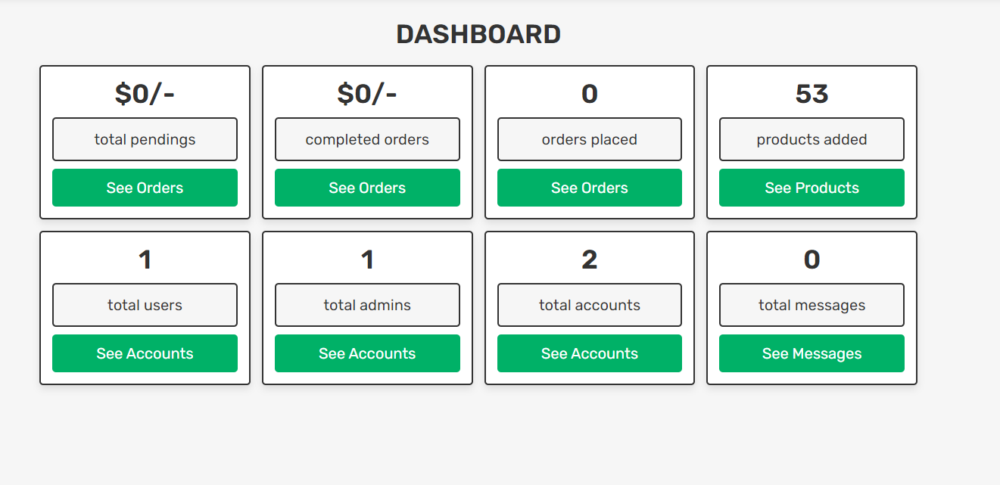 DASHBOARD
$0/-
total pendings
See Orders
$0/-
completed orders
See Orders
0
orders placed
See Orders
53
products added
See Products
1
total users
See Accounts
1
total admins
See Accounts
2
total accounts
See Accounts
0
total messages
See Messages